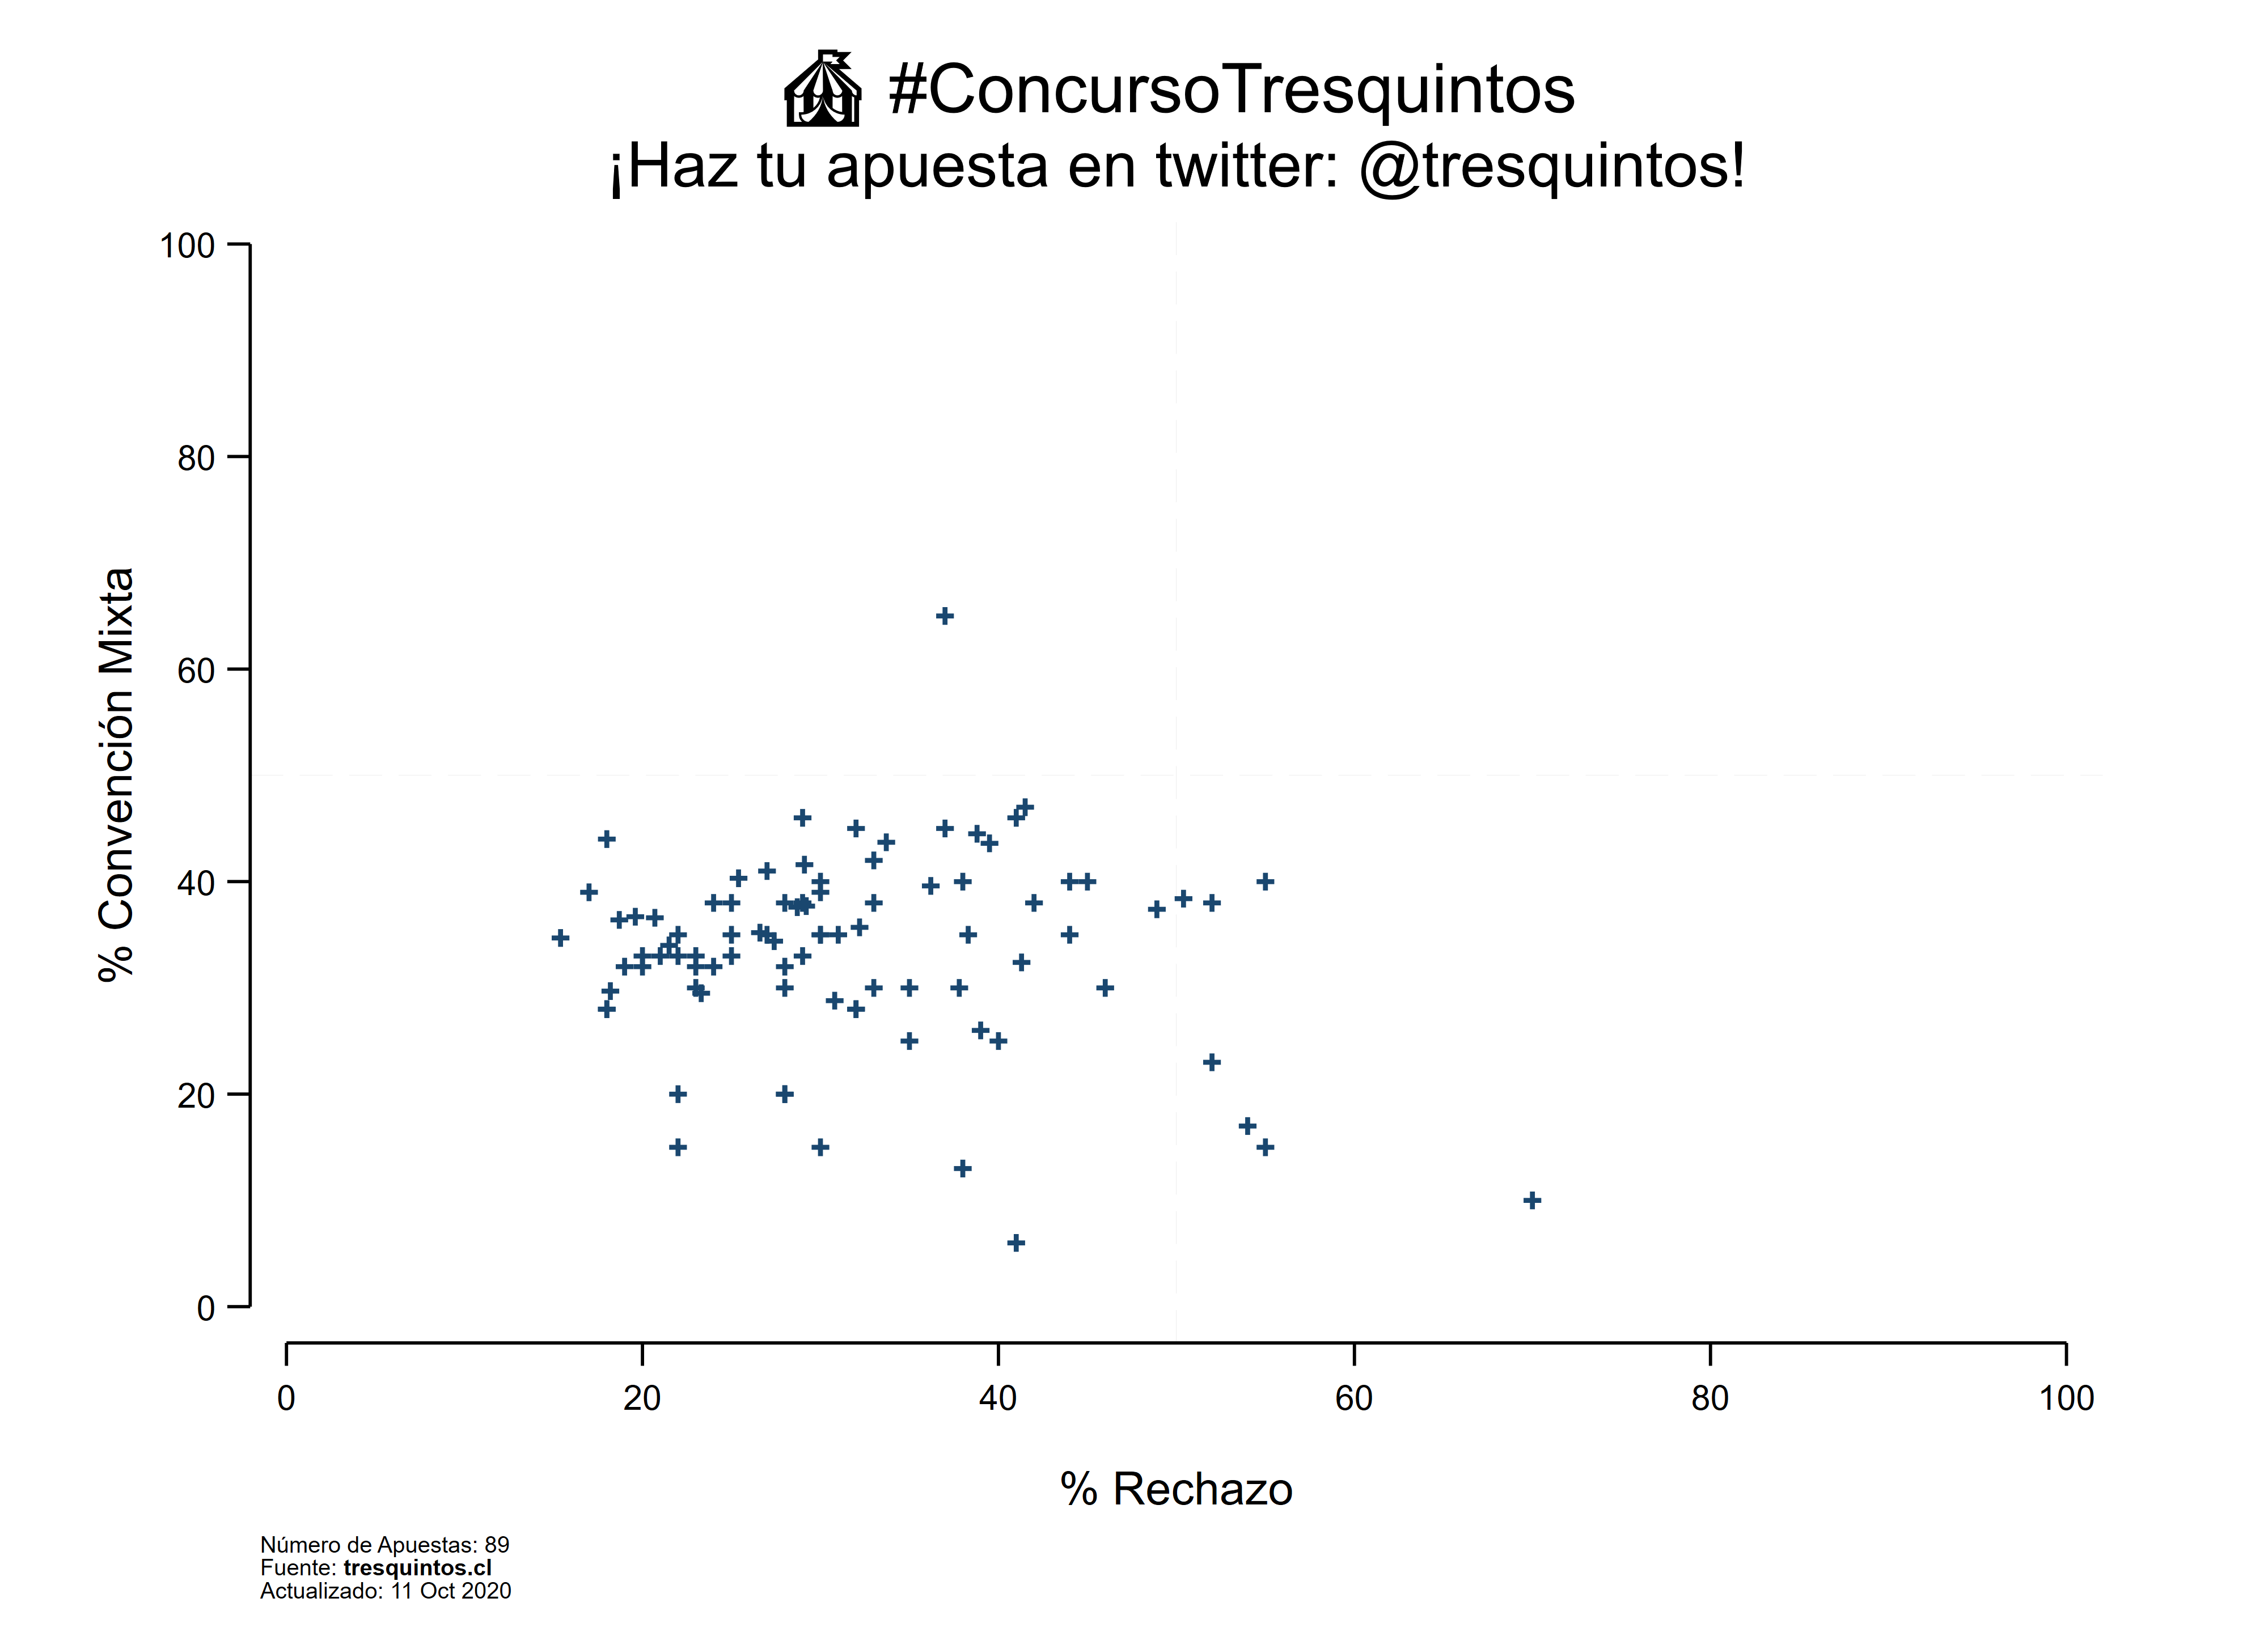 #ConcursoTresquintos
¡Haz tu apuesta en twitter: @tresquintos!
100
80
60
40
20
0
% Convención Mixta
0 20 40 60 80 100
% Rechazo
Número de Apuestas: 89
Fuente: tresquintos.cl
Actualizado: 11 Oct 2020